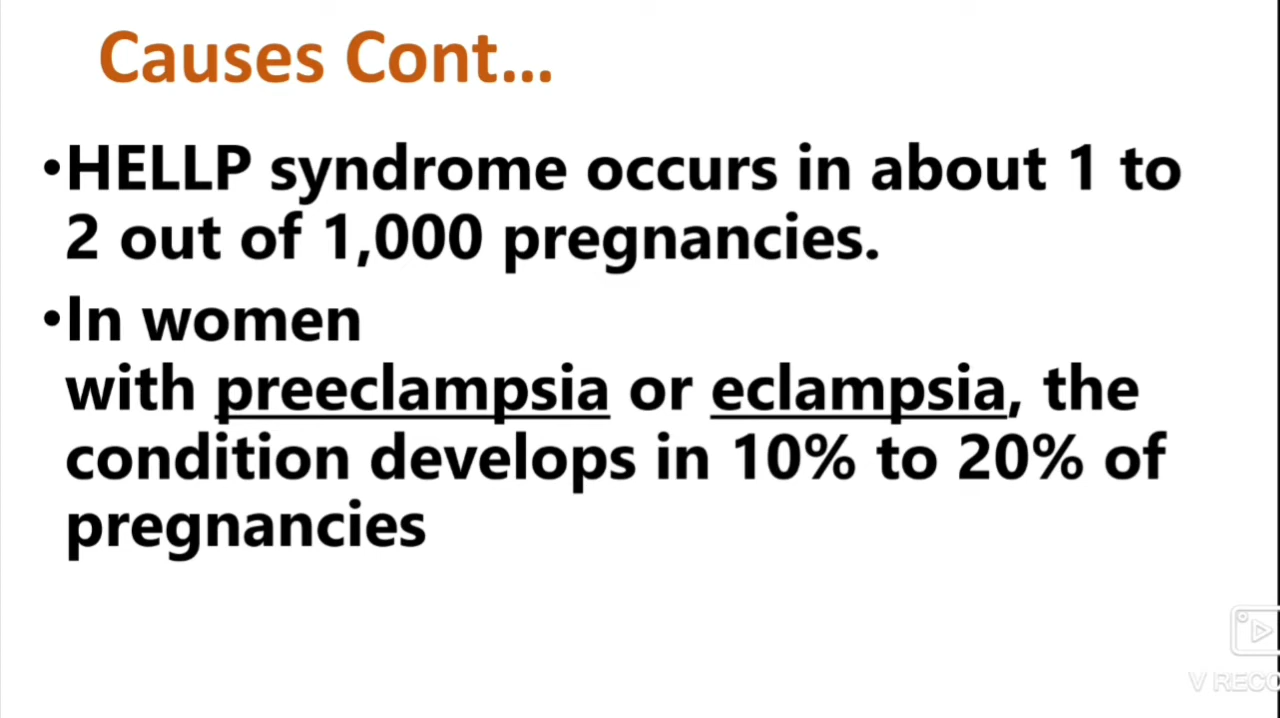 Causes Cont...
•HELLP syndrome occurs in about 1 to
2 out of 1,000 pregnancies.
•In women
with preeclampsia or eclampsia, the
condition develops in 10% to 20% of
pregnancies
V RECO